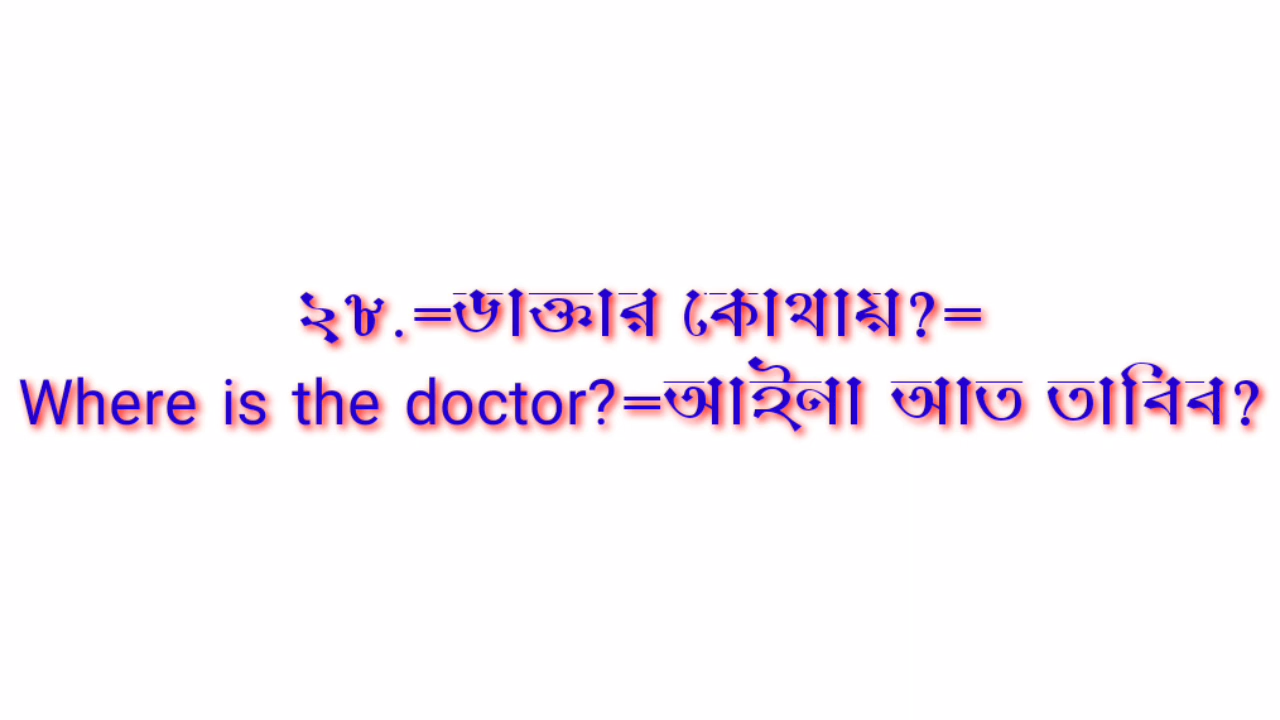 ২৮.=ডাক্তার কোথায়?=
Where is the doctor?=আইনা আত তাবিব?